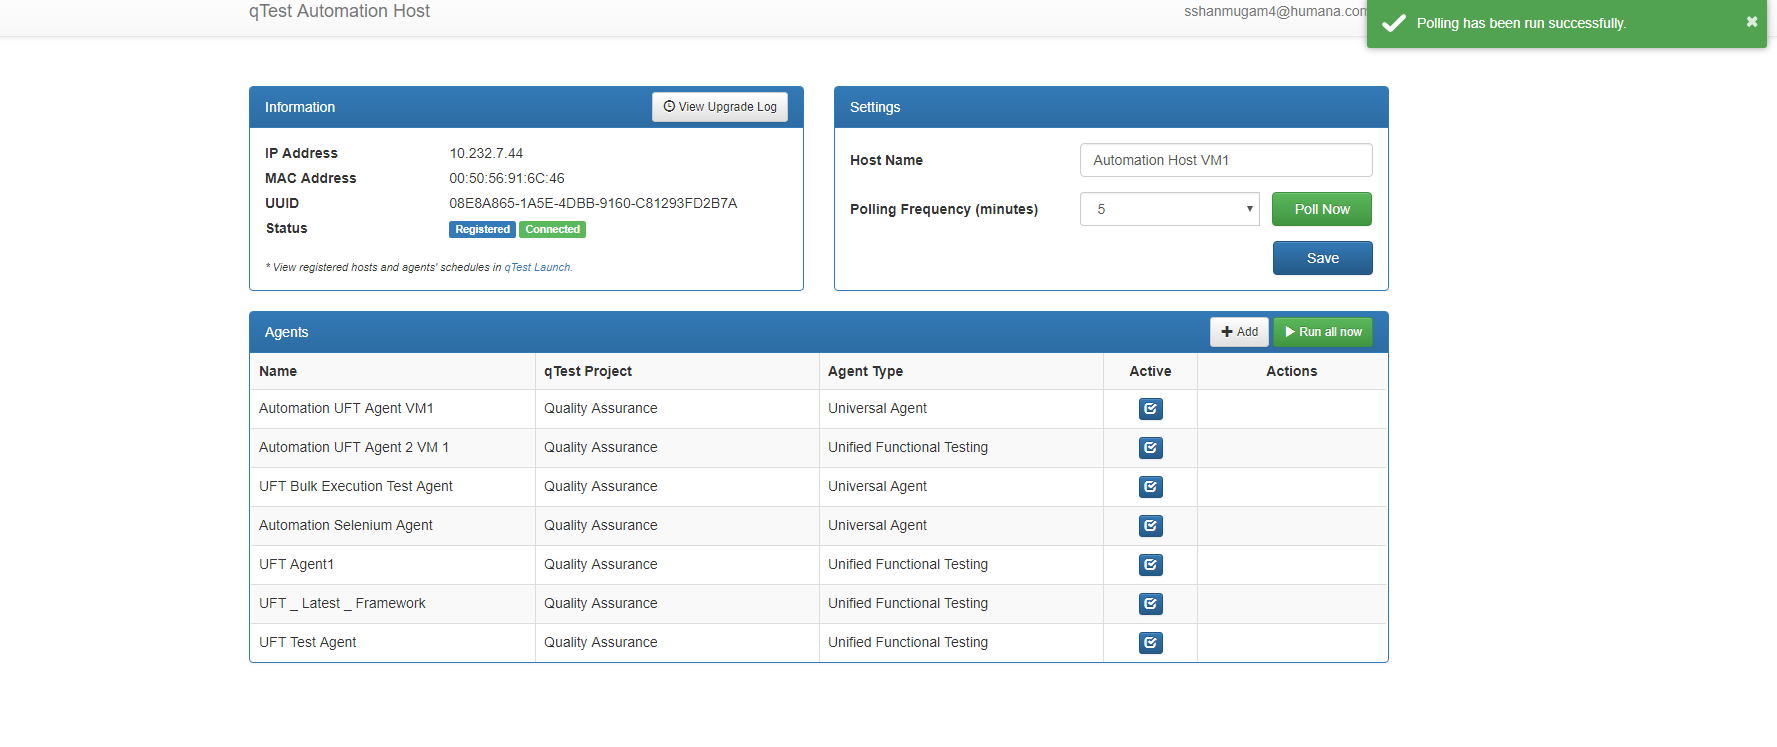 qTest Automation Host
sshanmugam4@humana.com
Polling has been run successfully.
Information
View Upgrade Log
IP Address 10.232.7.44
MAC Address 00:50:56:91:6C:46
UUID 08E8A865-1A5E-4DBB-9160-C81293FD2B7A
Status Registered Connected
* View registered hosts and agents' schedules in qTest Launch.
Settings
Host Name Automation Host VM1
Polling Frequency (minutes) 5 Poll Now
Save
Agents Add Run all now
Name qTest Project Agent Type Active Actions
Automation UFT Agent VM1 Quality Assurance Universal Agent
Automation UFT Agent 2 VM 1 Quality Assurance Unified Functional Testing
UFT Bulk Execution Test Agent Quality Assurance Universal Agent
Automation Selenium Agent Quality Assurance Universal Agent
UFT Agent1 Quality Assurance Unified Functional Testing
UFT _ Latest _ Framework Quality Assurance Unified Functional Testing
UFT Test Agent Quality Assurance Unified Functional Testing